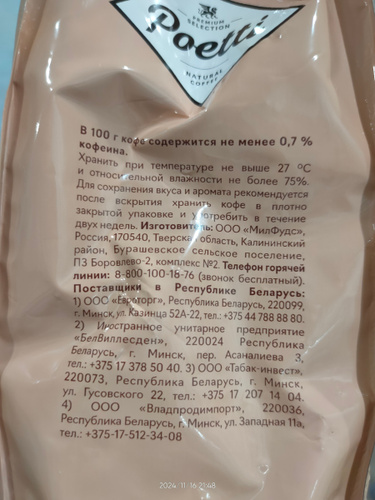 PREMIUM
SELECTION
Poetti
NATURAL
COFFEE
В 100 г кофе содержится не менее 0,7 %
кофеина.
Хранить при температуре не выше 27 °С
и относительной влажности не более 75%.
Для сохранения вкуса и аромата рекомендуется
после вскрытия хранить кофе в плотно
закрытой упаковке и употребить в течение
двух недель. Изготовитель: ООО «МилФудс»,
Россия, 170540, Тверская область, Калининский
район, Бурашевское сельское поселение,
ПЗ Боровлево-2, комплекс №2. Телефон горячей
линии: 8-800-100-18-76 (звонок бесплатный).
Поставщики в Республике Беларусь:
1) ООО «Евроторг», Республика Беларусь, 220099,
г. Минск, ул. Казинца 52А-22, тел.: +375 44 788 88 80.
2) Иностранное унитарное предприятие
«БелВиллесден», 220024 Республика
Беларусь, г. Минск, пер. Асаналиева 3,
тел.: +375 17 378 50 40. 3) ООО «Табак-инвест»,
220073, Республика Беларусь, г. Минск,
ул. Гусовского 22, тел.: +375 17 207 14 04.
4) ООО «Владпродимпорт», 220036,
Республика Беларусь, г. Минск, ул. Западная 11а,
тел.: +375-17-512-34-08
2024.11.16 21:48